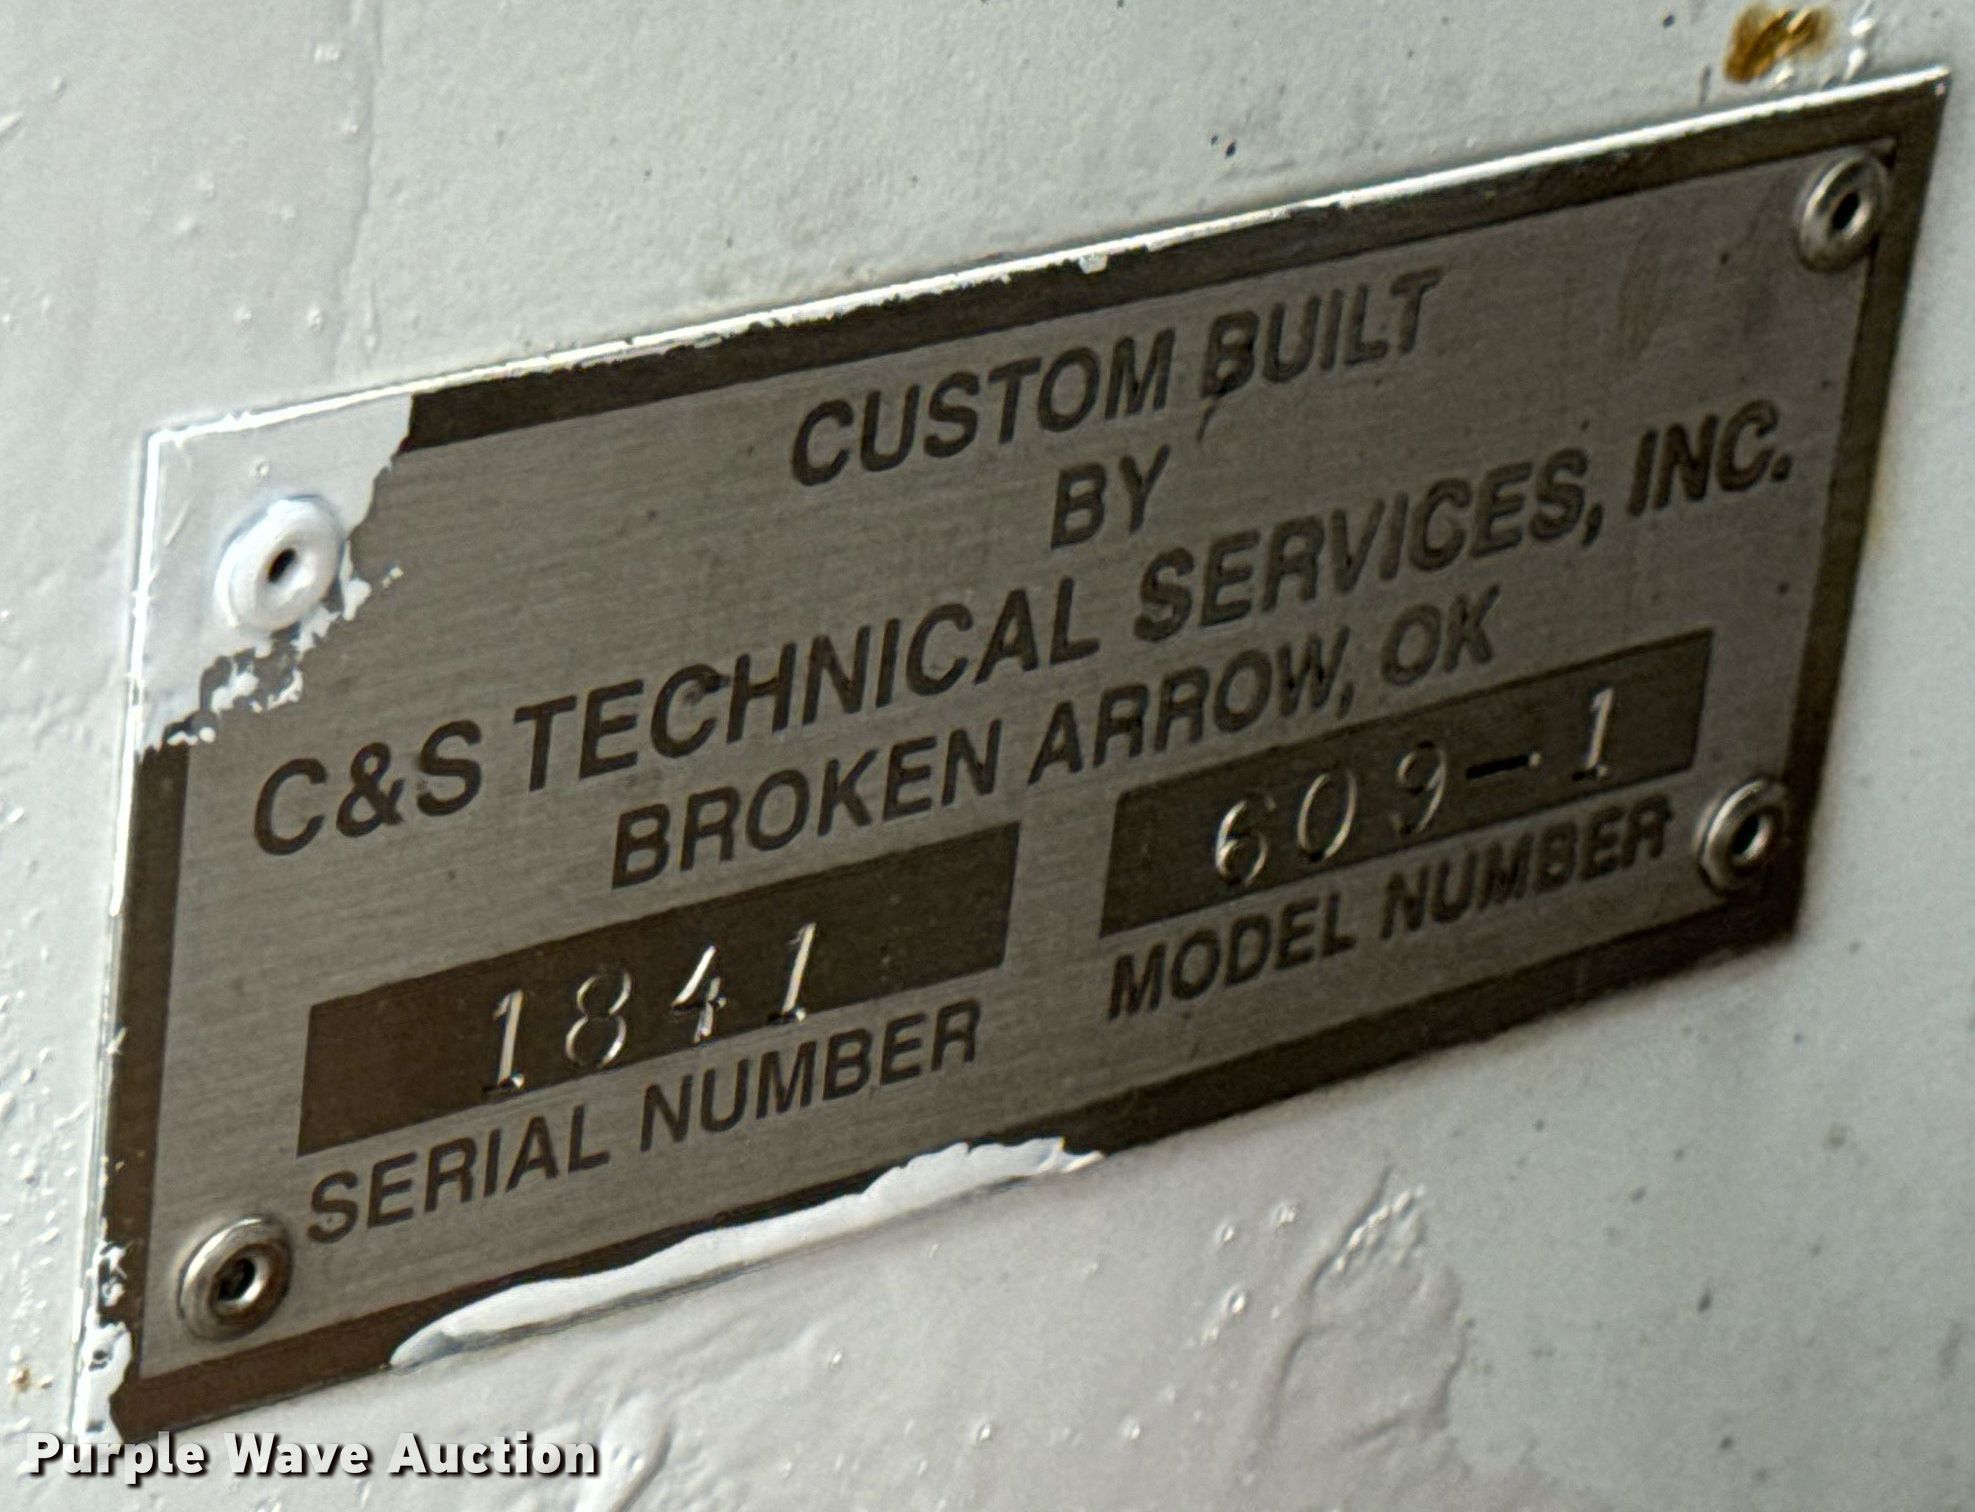 CUSTOM BUILT
BY
C&S TECHNICAL SERVICES, INC.
BROKEN ARROW, OK
1841
SERIAL NUMBER
609-1
MODEL NUMBER
Purple Wave Auction